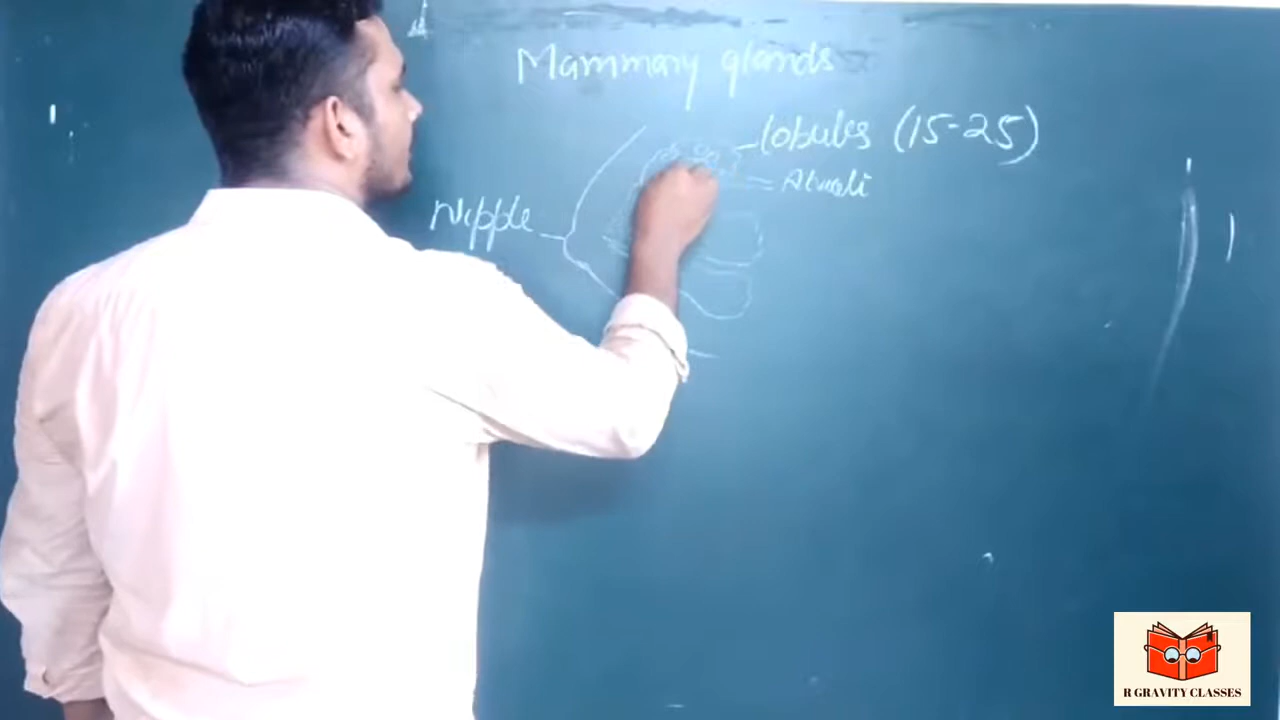 Mammary glands
lobules (15-25)
Alveoli
Nipple
R GRAVITY CLASSES